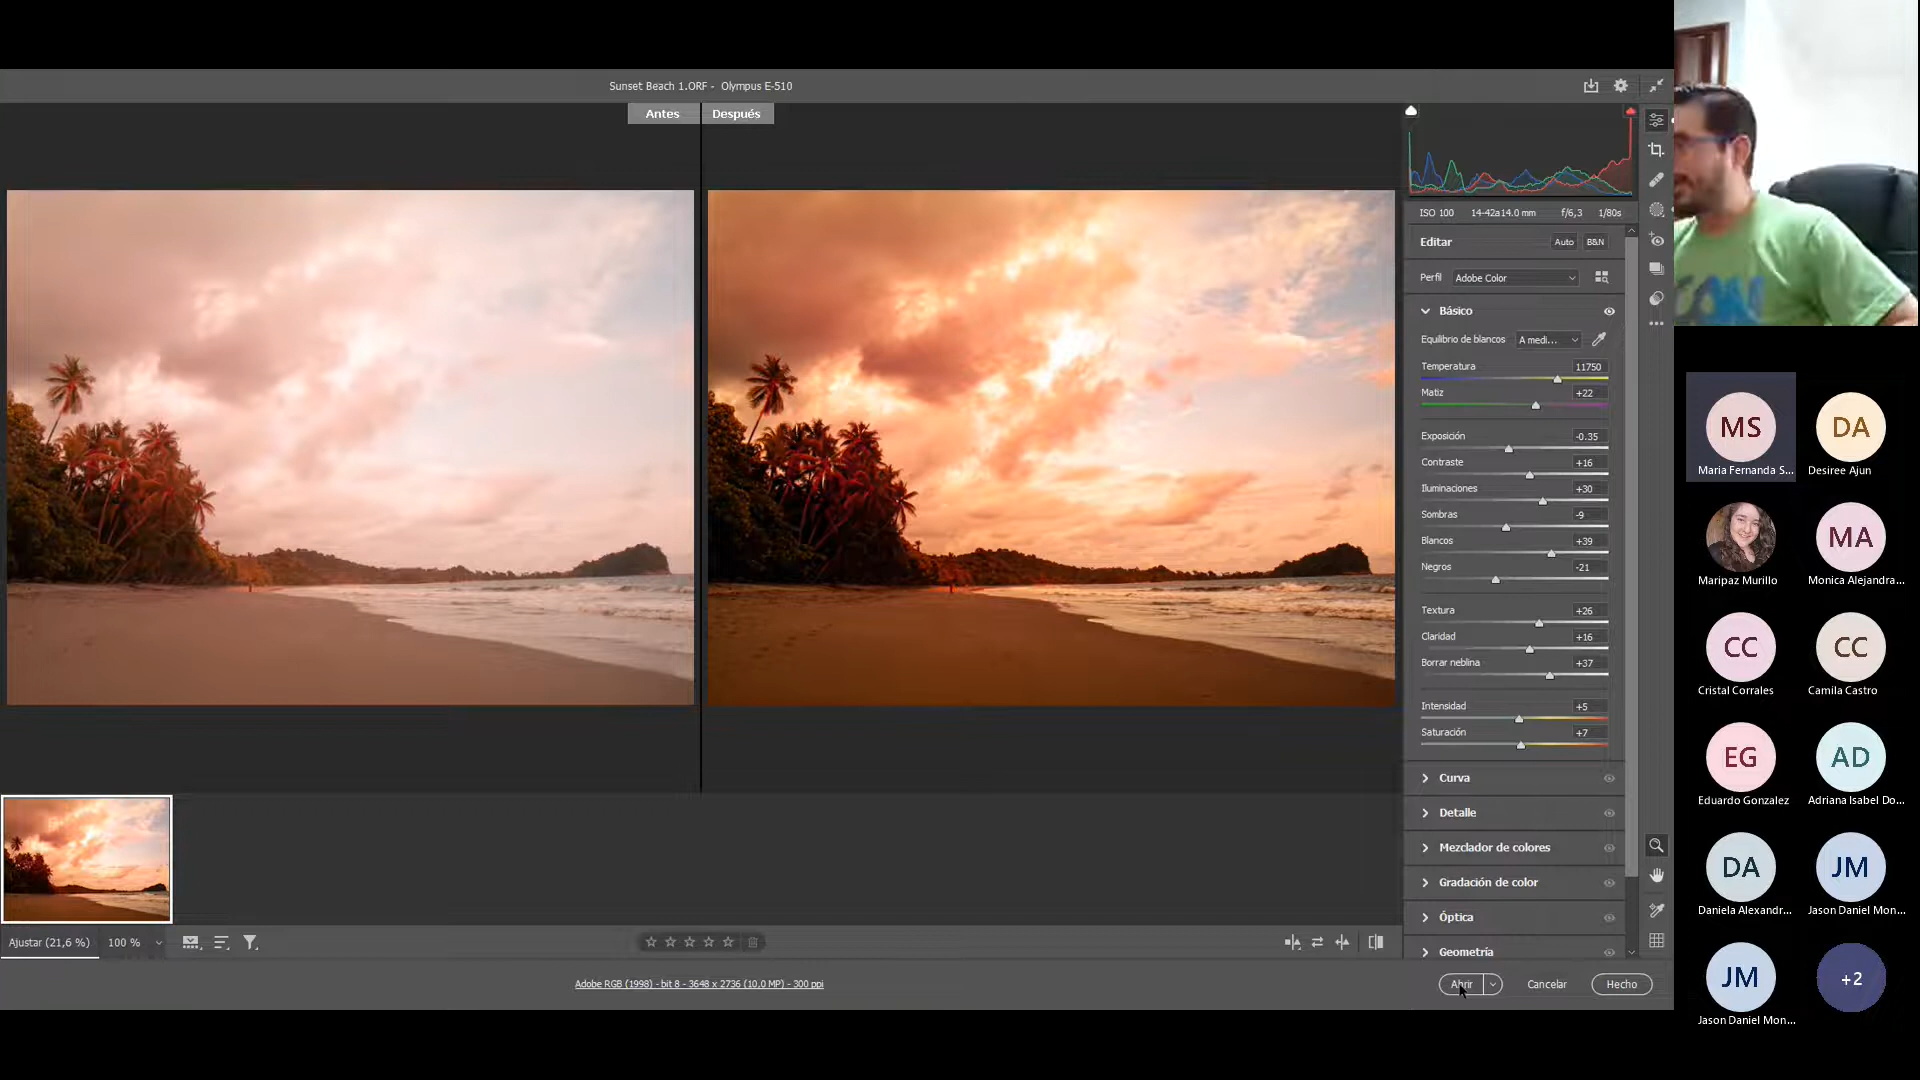 Sunset Beach 1.ORF - Olympus E-510
Antes
Después
ISO 100 14-42a14.0 mm f/6,3 1/80s
Editar Auto B&N
Perfil Adobe Color
Básico
Equilibrio de blancos A medi...
Temperatura 11750
Matiz +22
Exposición -0.35
Contraste +16
Iluminaciones +30
Sombras -9
Blancos +39
Negros -21
Textura +26
Claridad +16
Borrar neblina +37
Intensidad +5
Saturación +7
Curva
Detalle
Mezclador de colores
Gradación de color
Óptica
Geometría
Ajustar (21,6 %) 100 %
Adobe RGB (1998) - bit 8 - 3648 x 2736 (10,0 MP) - 300 ppi
Abrir Cancelar Hecho
MS DA
Maria Fernanda S... Desiree Ajun
MA
Maripaz Murillo Monica Alejandra...
CC CC
Cristal Corrales Camila Castro
EG AD
Eduardo Gonzalez Adriana Isabel Do...
DA JM
Daniela Alexandr... Jason Daniel Mon...
JM +2
Jason Daniel Mon...